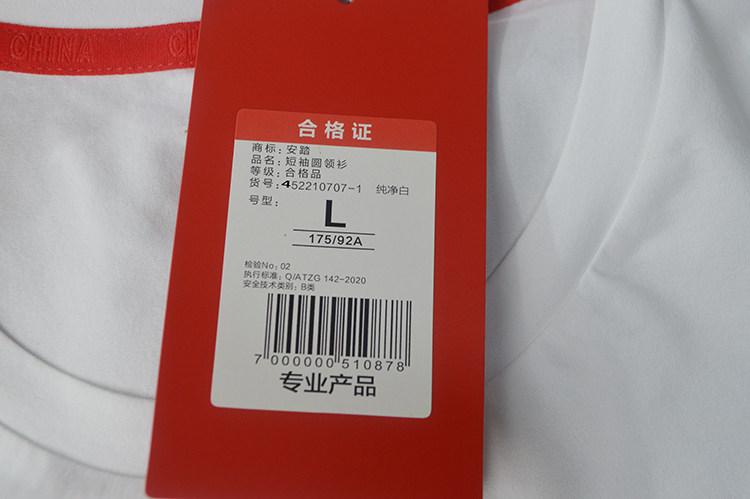 CHINA
合格证
商标：安踏
品名：短袖圆领衫
等级：合格品
货号：452210707-1 纯净白
号型：L
175/92A
检验No：02
执行标准：Q/ATZG 142-2020
安全技术类别：B类
7 000000 510878
专业产品